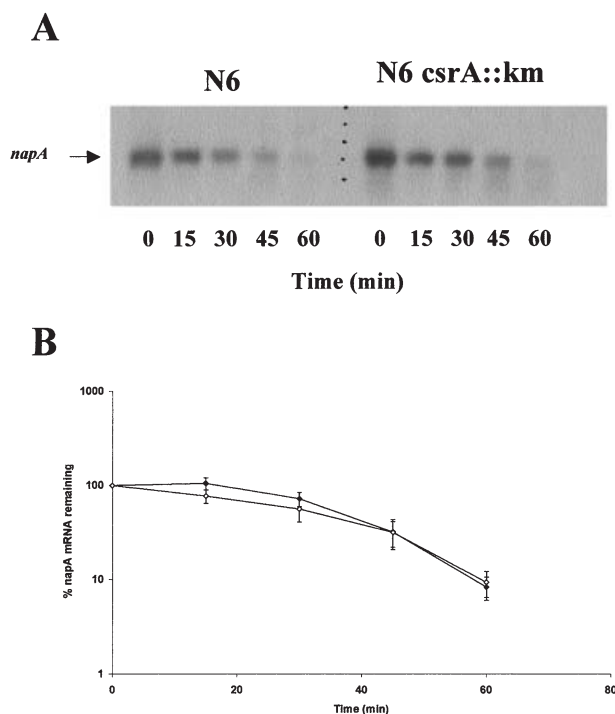 A
N6
N6 csrA::km
napA
0 15 30 45 60 0 15 30 45 60
Time (min)
B
1000
100
10
1
% napA mRNA remaining
0 20 40 60 80
Time (min)